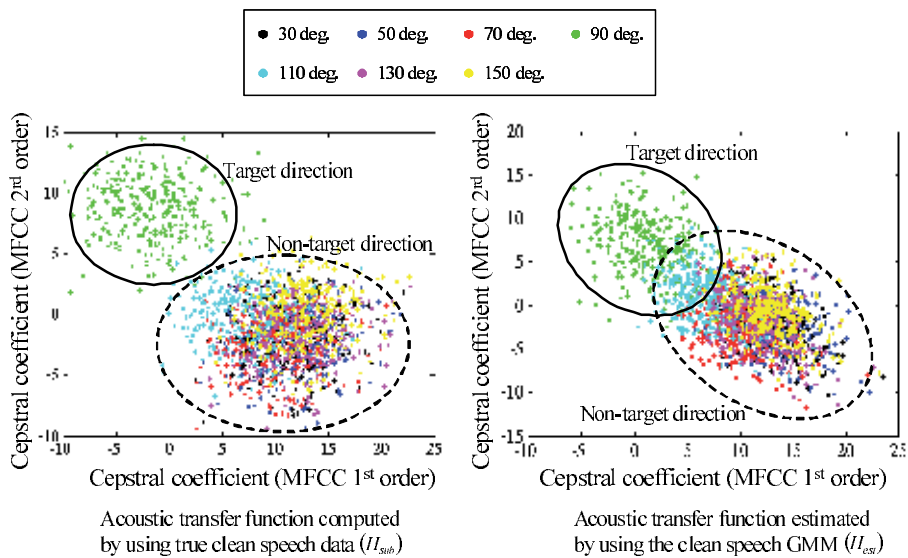 30 deg. 50 deg. 70 deg. 90 deg.
110 deg. 130 deg. 150 deg.
15
10
5
0
-5
-10
-10 -5 0 5 10 15 20 25
Cepstral coefficient (MFCC 2nd order)
Cepstral coefficient (MFCC 1st order)
Target direction
Non-target direction
Acoustic transfer function computed
by using true clean speech data (Hsub)
20
15
10
5
0
-5
-10
-15
-10 -5 0 5 10 15 20 25
Cepstral coefficient (MFCC 2nd order)
Cepstral coefficient (MFCC 1st order)
Target direction
Non-target direction
Acoustic transfer function estimated
by using the clean speech GMM (Hest)